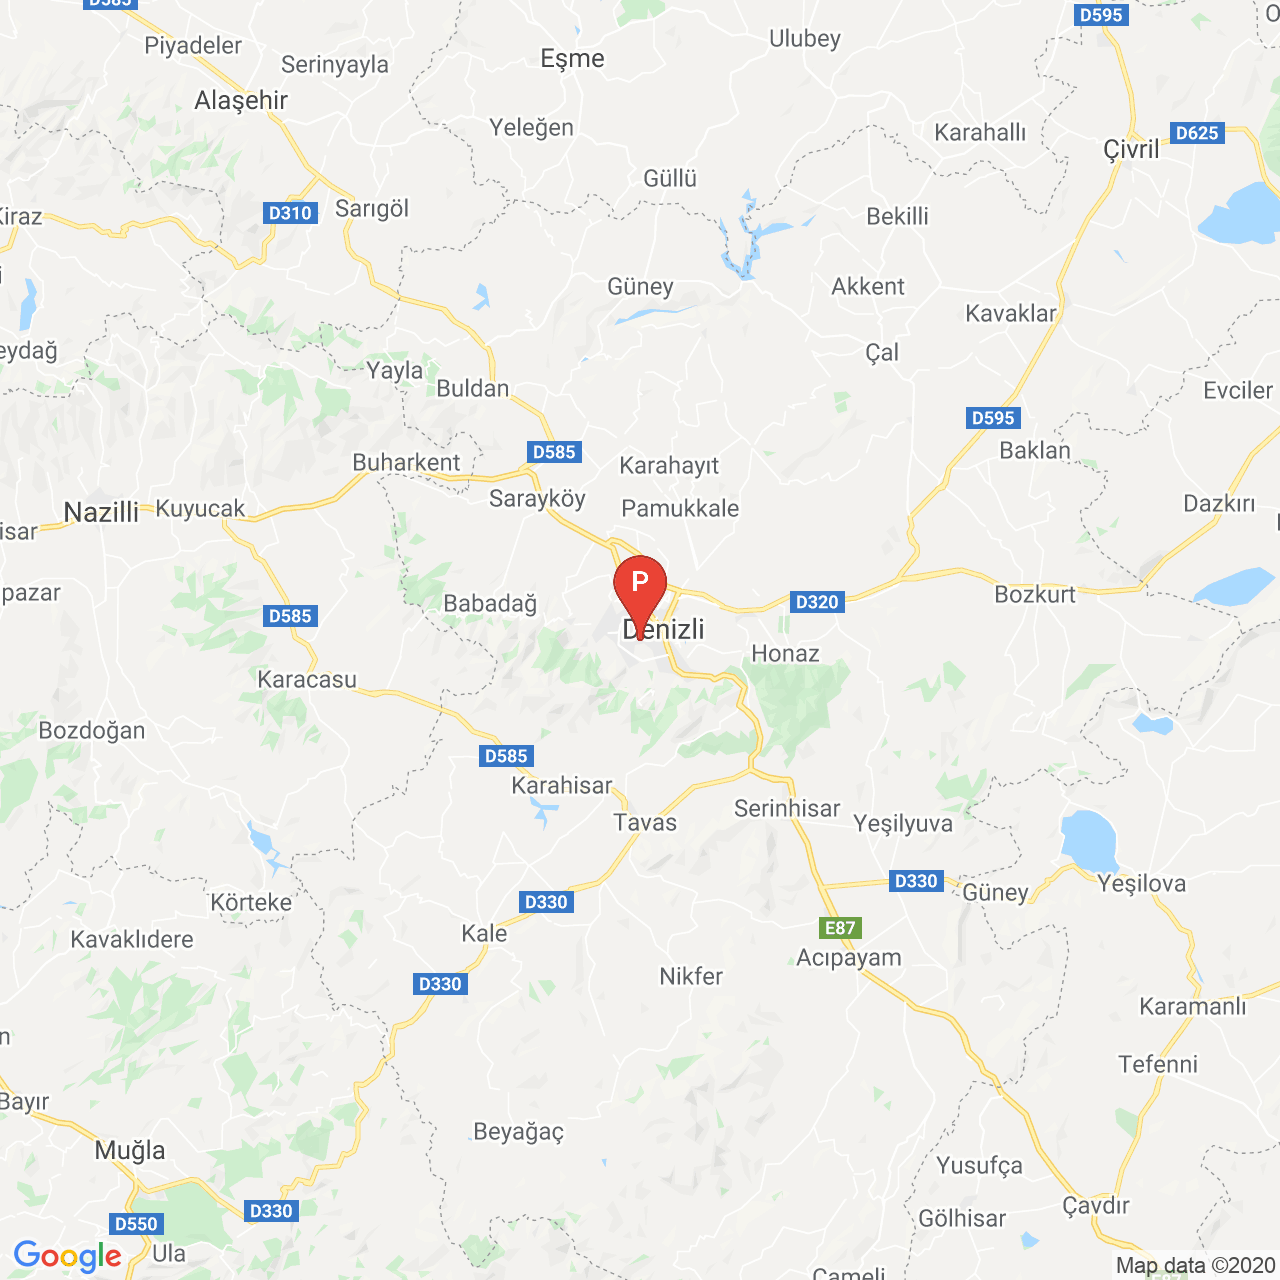 D585
D595
Piyadeler
Ulubey
Eşme
Serinyayla
Alaşehir
Yeleğen
Karahallı
D625
Çivril
Güllü
Sarıgöl
D310
Kiraz
Bekilli
Güney
Akkent
Kavaklar
eydağ
Çal
Yayla
Buldan
Evciler
D595
D585
Baklan
Buharkent
Karahayıt
Sarayköy
Pamukkale
Dazkırı
Nazilli
Kuyucak
isar
P
pazar
Babadağ
D320
Bozkurt
D585
Denizli
Honaz
Karacasu
Bozdoğan
D585
Karahisar
Serinhisar
Tavas
Yeşilyuva
D330
Güney
Yeşilova
Körteke
D330
Kavaklıdere
Kale
E87
Acıpayam
D330
Nikfer
Karamanlı
n
Tefenni
Bayır
Muğla
Beyağaç
Yusufça
D330
Çavdır
D550
Gölhisar
Google
Ula
Map data ©2020